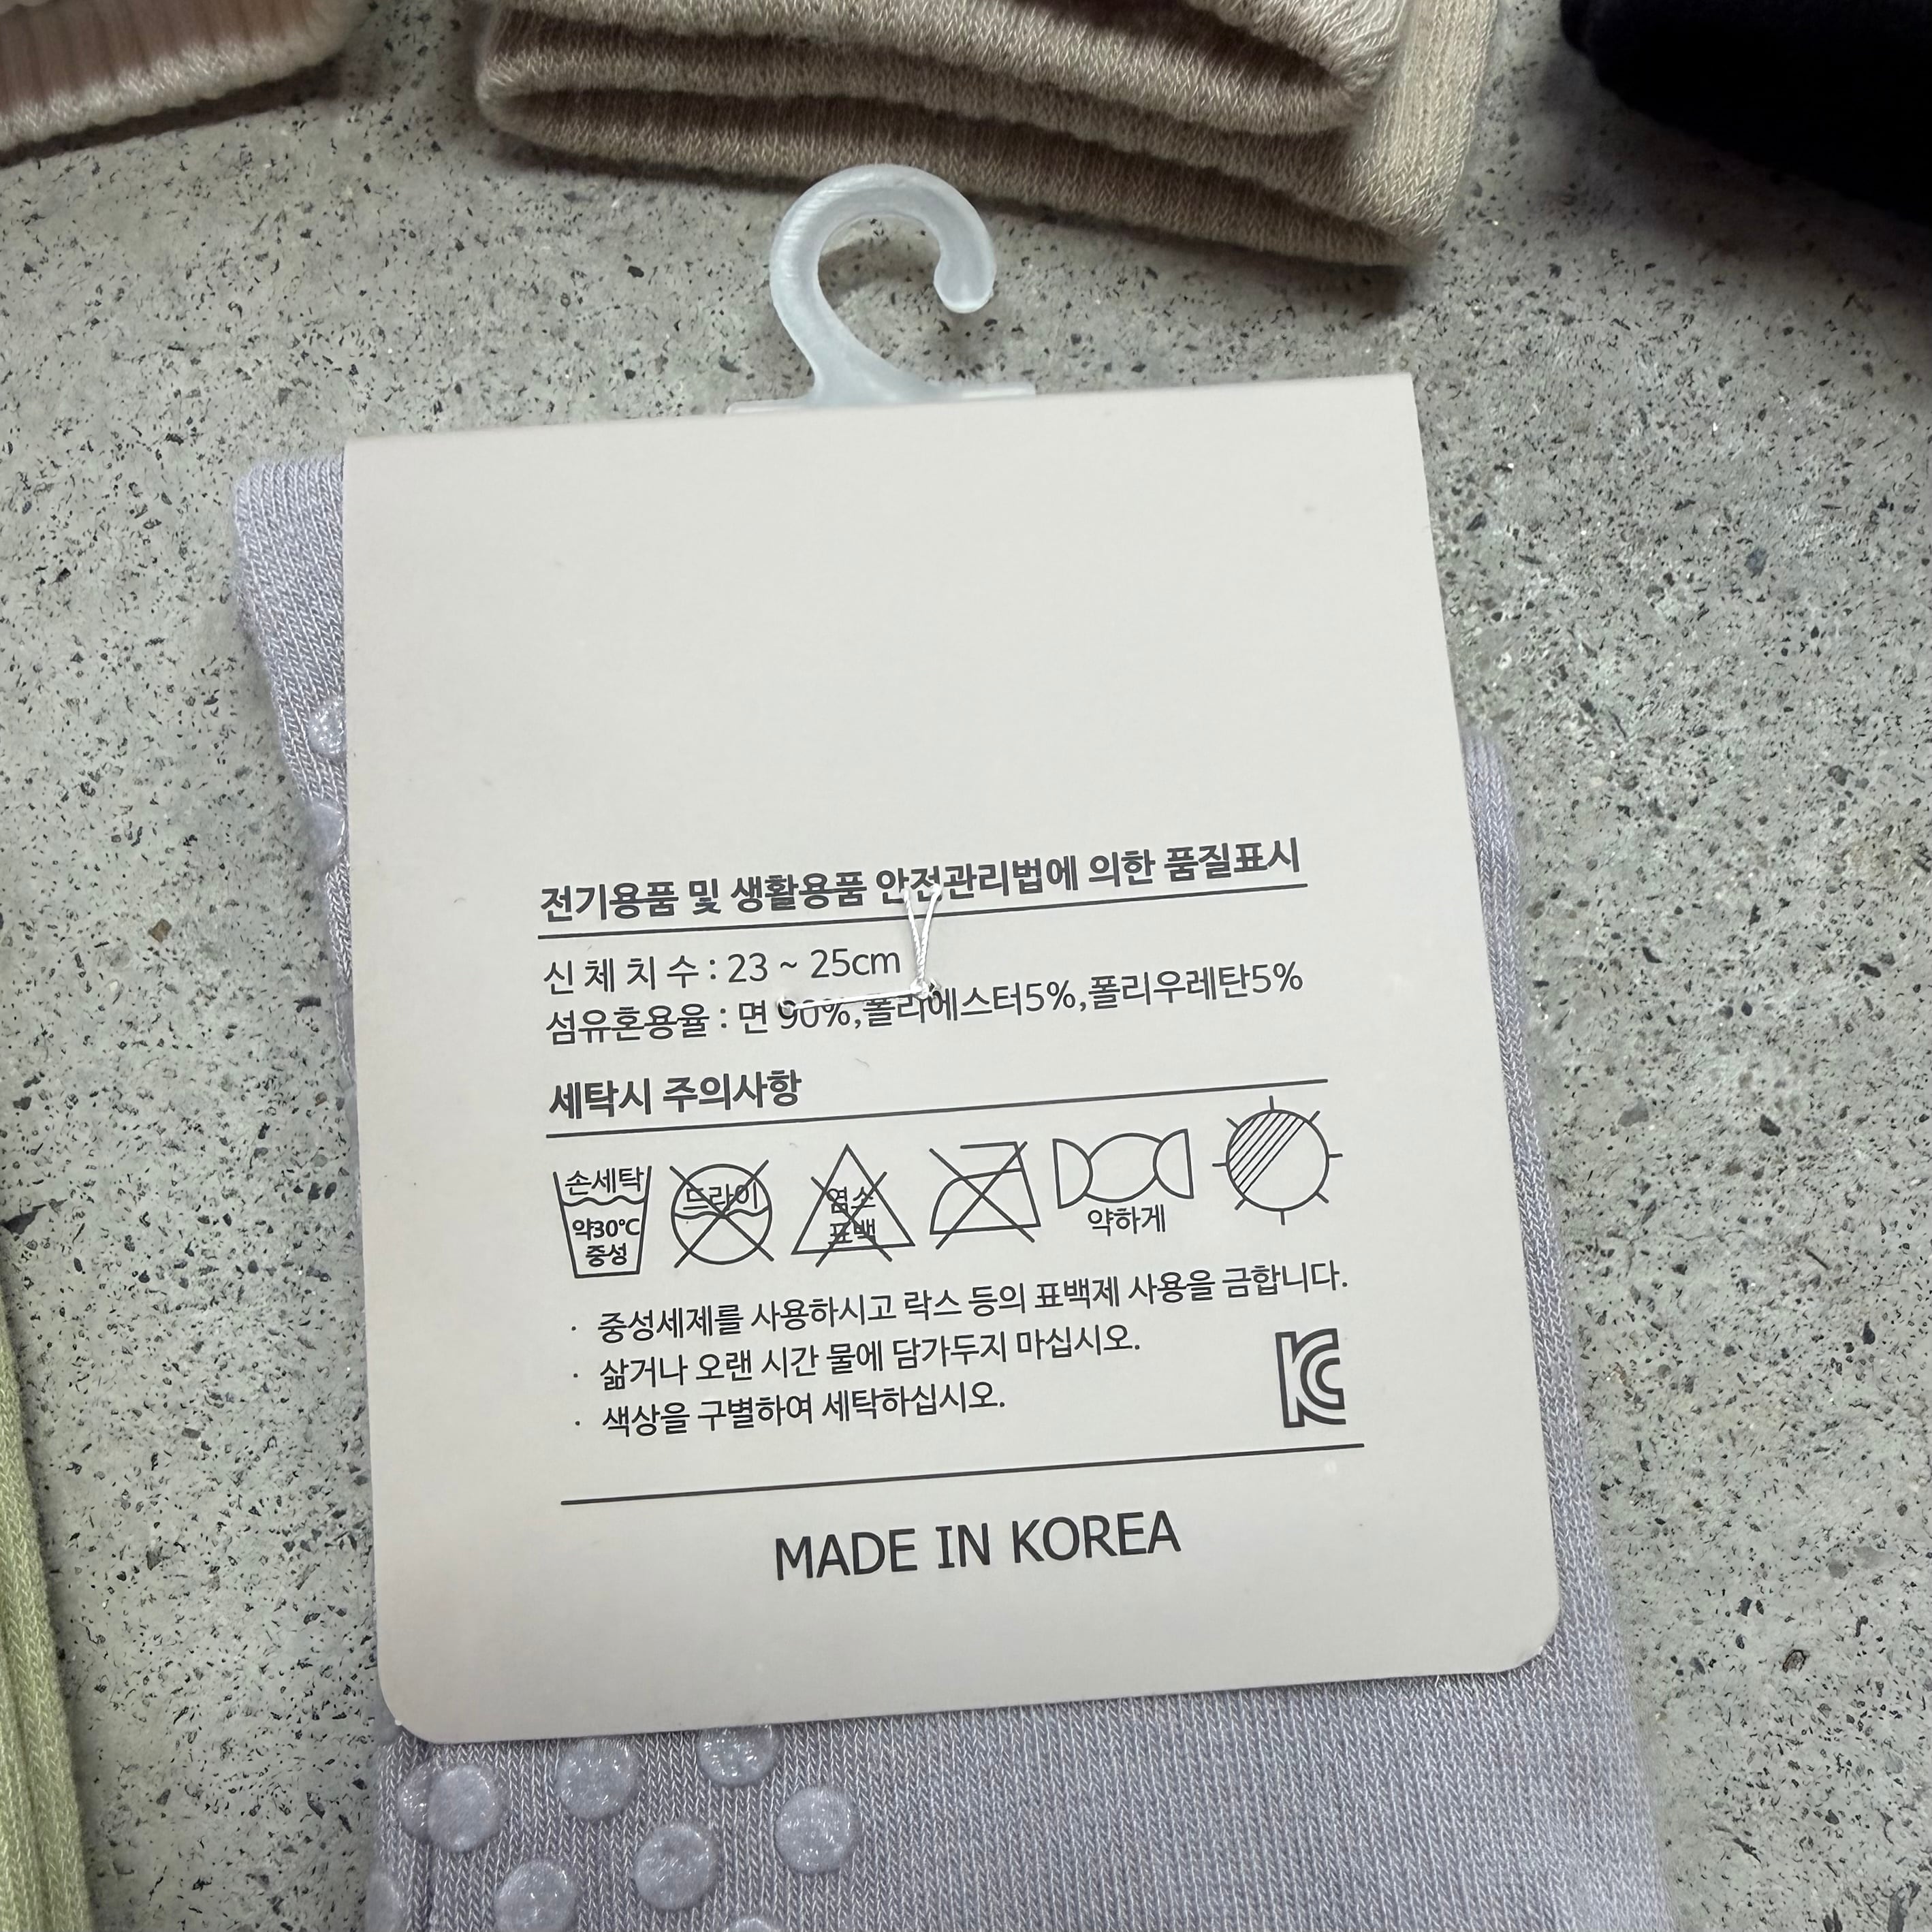 전기용품 및 생활용품 안전관리법에 의한 품질표시
신 체 치 수 : 23 ~ 25cm
섬유혼용율 : 면 90%,폴리에스터5%,폴리우레탄5%
세탁시 주의사항
손세탁
약30℃
중성
드라이
염소
표백
약하게
· 중성세제를 사용하시고 락스 등의 표백제 사용을 금합니다.
· 삶거나 오랜 시간 물에 담가두지 마십시오.
· 색상을 구별하여 세탁하십시오.
KC
MADE IN KOREA